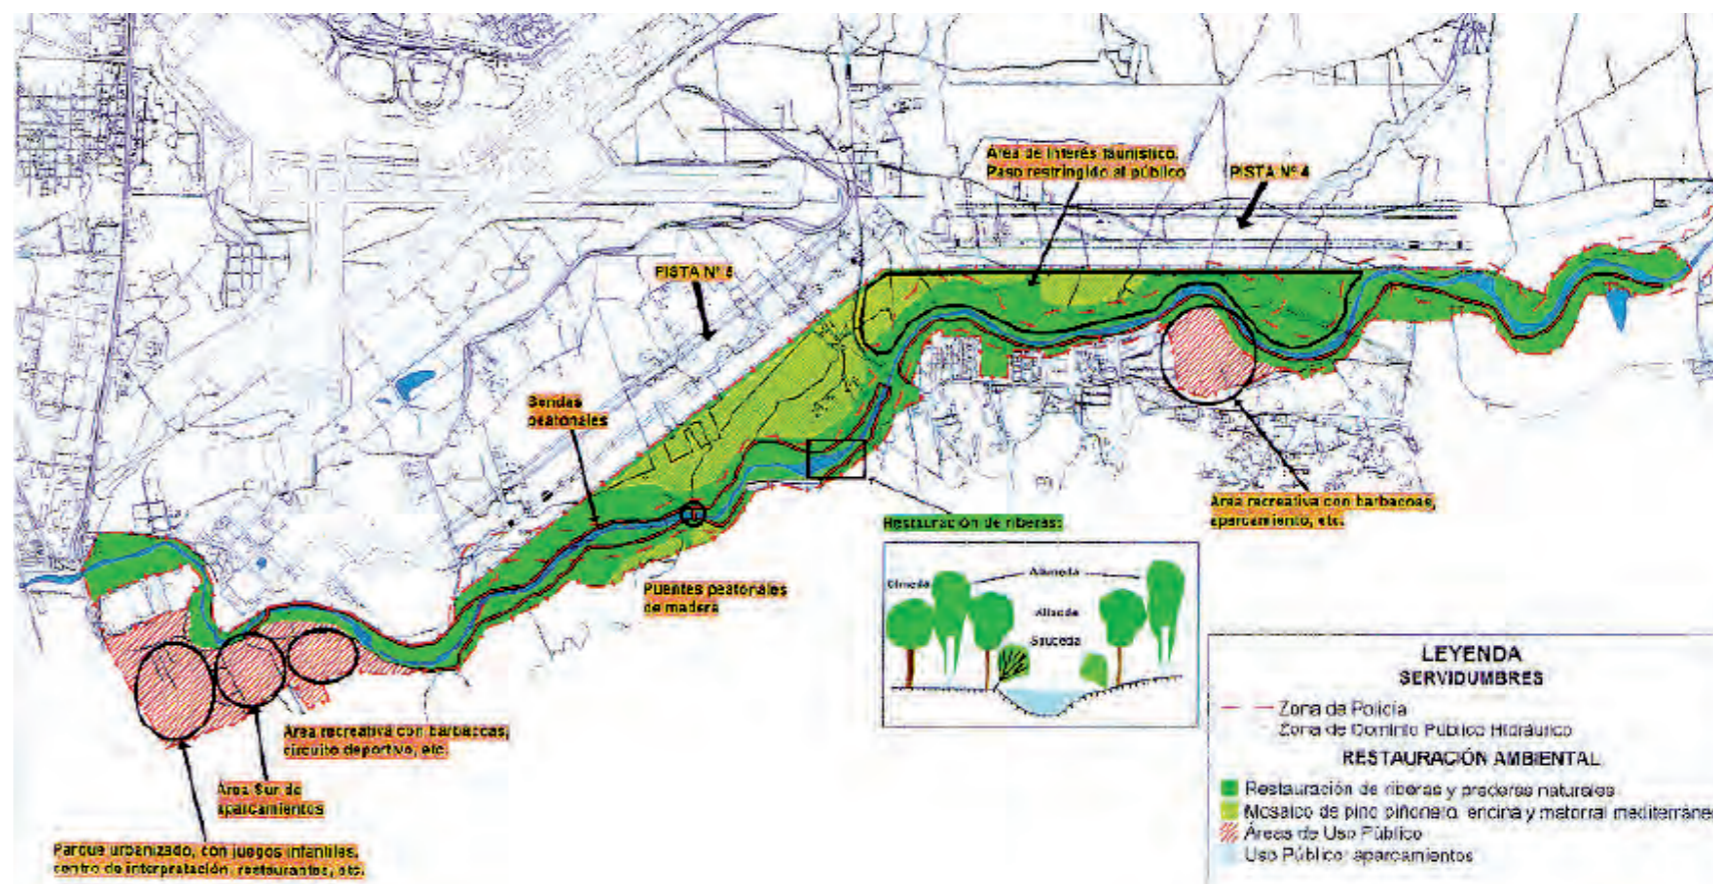 Área de interés faunístico.
Paso restringido al público
PISTA Nº 4
PISTA Nº 5
Sendas
peatonales
Área recreativa con barbacoas,
aparcamiento, etc.
Restauración de riberas:
Puentes peatonales
de madera
Olmeda
Alameda
Aliseda
Sauceda
Área recreativa con barbacoas,
circuito deportivo, etc.
Área Sur de
aparcamientos
Parque urbanizado, con juegos infantiles,
centro de interpretación, restaurantes, etc.
LEYENDA
SERVIDUMBRES
Zona de Policía
Zona de Dominio Público Hidráulico
RESTAURACIÓN AMBIENTAL
Restauración de riberas y praderas naturales
Mosaico de pino piñonero, encina y matorral mediterráne
Áreas de Uso Público
Uso Público: aparcamientos